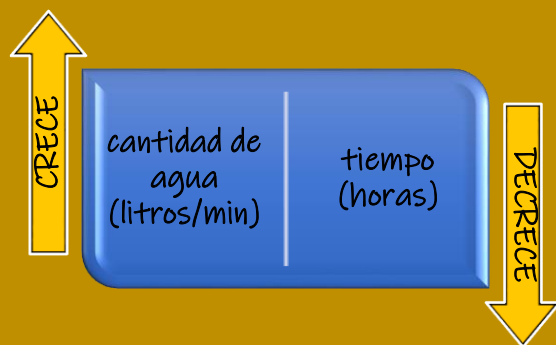 CRECE
cantidad de
agua
(litros/min)
tiempo
(horas)
DECRECE